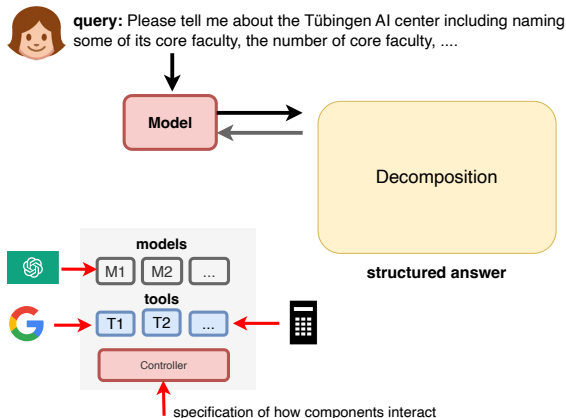 query: Please tell me about the Tübingen AI center including naming
some of its core faculty, the number of core faculty, ....
Model
Decomposition
structured answer
models
M1 M2 ...
tools
T1 T2 ...
Controller
specification of how components interact